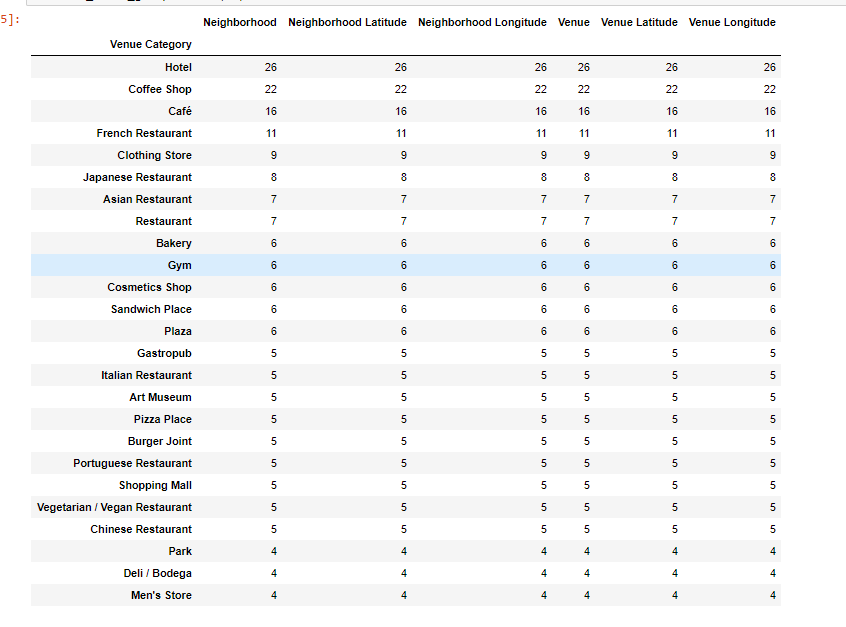 5]:
Neighborhood Neighborhood Latitude Neighborhood Longitude Venue Venue Latitude Venue Longitude
Venue Category
Hotel 26 26 26 26 26 26
Coffee Shop 22 22 22 22 22 22
Café 16 16 16 16 16 16
French Restaurant 11 11 11 11 11 11
Clothing Store 9 9 9 9 9 9
Japanese Restaurant 8 8 8 8 8 8
Asian Restaurant 7 7 7 7 7 7
Restaurant 7 7 7 7 7 7
Bakery 6 6 6 6 6 6
Gym 6 6 6 6 6 6
Cosmetics Shop 6 6 6 6 6 6
Sandwich Place 6 6 6 6 6 6
Plaza 6 6 6 6 6 6
Gastropub 5 5 5 5 5 5
Italian Restaurant 5 5 5 5 5 5
Art Museum 5 5 5 5 5 5
Pizza Place 5 5 5 5 5 5
Burger Joint 5 5 5 5 5 5
Portuguese Restaurant 5 5 5 5 5 5
Shopping Mall 5 5 5 5 5 5
Vegetarian / Vegan Restaurant 5 5 5 5 5 5
Chinese Restaurant 5 5 5 5 5 5
Park 4 4 4 4 4 4
Deli / Bodega 4 4 4 4 4 4
Men's Store 4 4 4 4 4 4